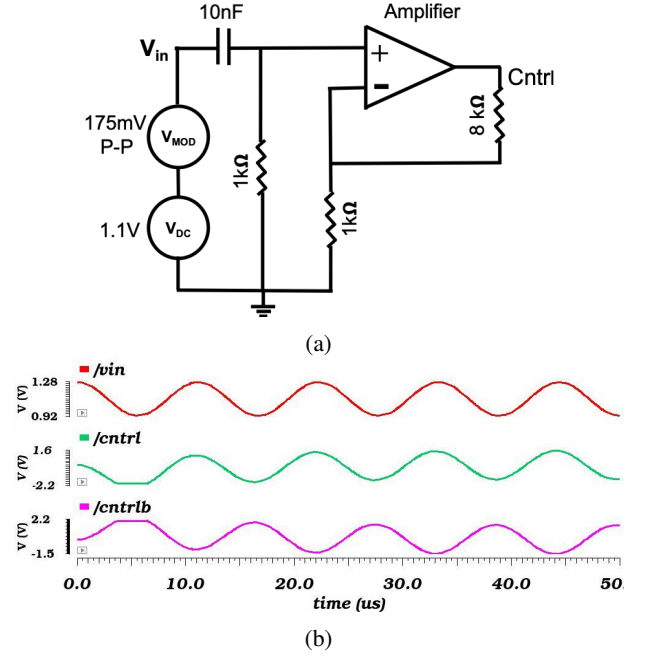 10nF
Amplifier
Vin
+
-
Cntrl
175mV
P-P
VMOD
1kΩ
8 kΩ
1.1V
VDC
1kΩ
(a)
/vin
1.28
V (V)
0.92
/cntrl
1.6
V (V)
-2.2
/cntrlb
2.2
V (V)
-1.5
0.0 10.0 20.0 30.0 40.0 50.
time (us)
(b)